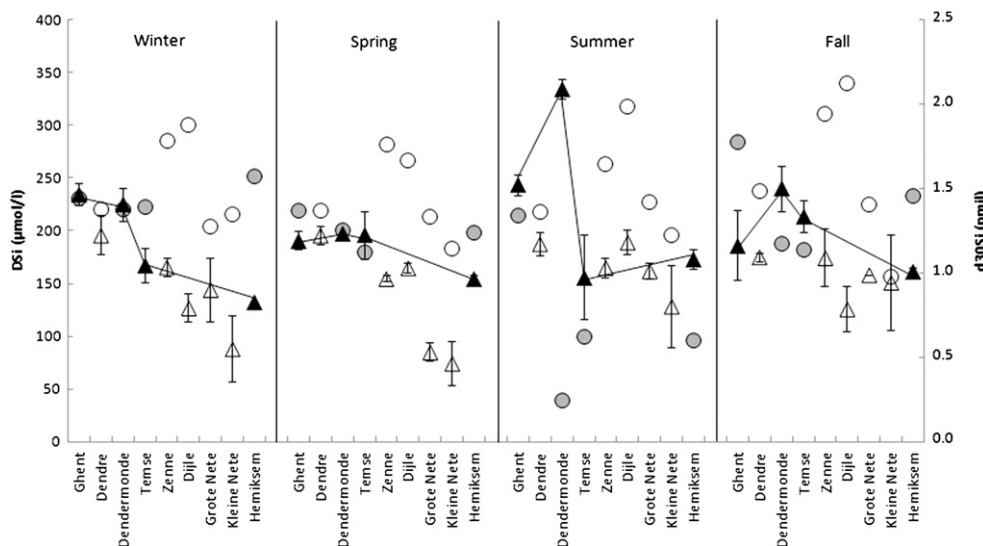 400
350
300
250
200
150
100
50
0
DSi (µmol/l)
Winter
Spring
Summer
Fall
2.5
2.0
1.5
1.0
0.5
0.0
d30Si (pmil)
Ghent
Dendre
Dendermonde
Temse
Zenne
Dijle
Grote Nete
Kleine Nete
Hemiksem
Ghent
Dendre
Dendermonde
Temse
Zenne
Dijle
Grote Nete
Kleine Nete
Hemiksem
Ghent
Dendre
Dendermonde
Temse
Zenne
Dijle
Grote Nete
Kleine Nete
Hemiksem
Ghent
Dendre
Dendermonde
Temse
Zenne
Dijle
Grote Nete
Kleine Nete
Hemiksem